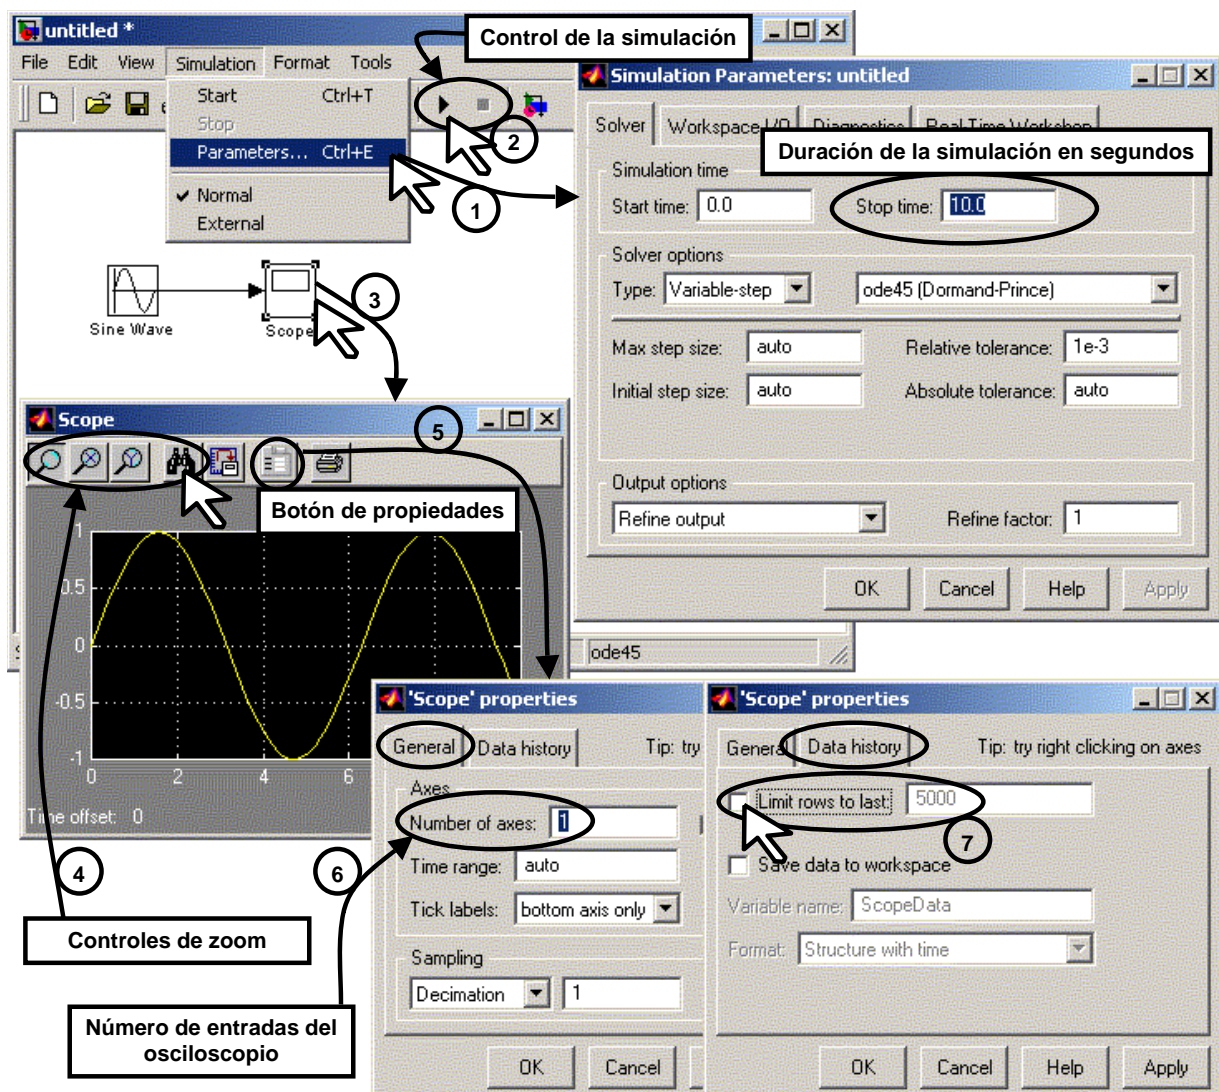 untitled *
Control de la simulación
File Edit View Simulation Format Tools
Start Ctrl+T
Stop
Parameters... Ctrl+E
Normal
External
2
1
Simulation Parameters: untitled
Solver Workspace I/O Diagnostics Real-Time Workshop
Duración de la simulación en segundos
Simulation time
Start time: 0.0 Stop time: 10.0
Solver options
Type: Variable-step ode45 (Dormand-Prince)
Max step size: auto Relative tolerance: 1e-3
Initial step size: auto Absolute tolerance: auto
Output options
Refine output Refine factor: 1
OK Cancel Help Apply
Sine Wave
Scope
3
ode45
Scope
5
Botón de propiedades
1
0.5
0
-0.5
-1
0 2 4 6
Time offset: 0
4
Controles de zoom
6
Número de entradas del
osciloscopio
'Scope' properties
General Data history Tip: try
Axes
Number of axes: 1
Time range: auto
Tick labels: bottom axis only
Sampling
Decimation 1
OK Cancel
'Scope' properties
General Data history Tip: try right clicking on axes
Limit rows to last: 5000
7
Save data to workspace
Variable name: ScopeData
Format: Structure with time
OK Cancel Help Apply